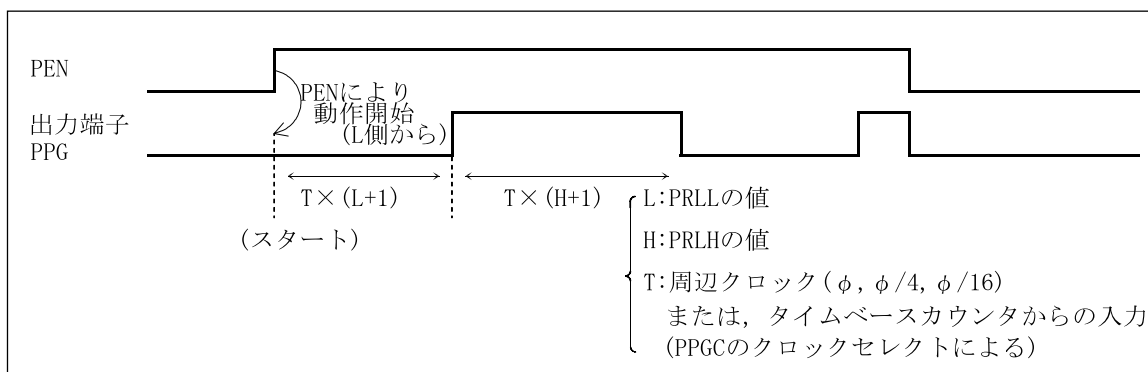 PEN
PENにより
動作開始
(L側から)
出力端子
PPG
T×(L+1)
T×(H+1)
(スタート)
L:PRLLの値
H:PRLHの値
T:周辺クロック(φ, φ/4, φ/16)
または, タイムベースカウンタからの入力
(PPGCのクロックセレクトによる)